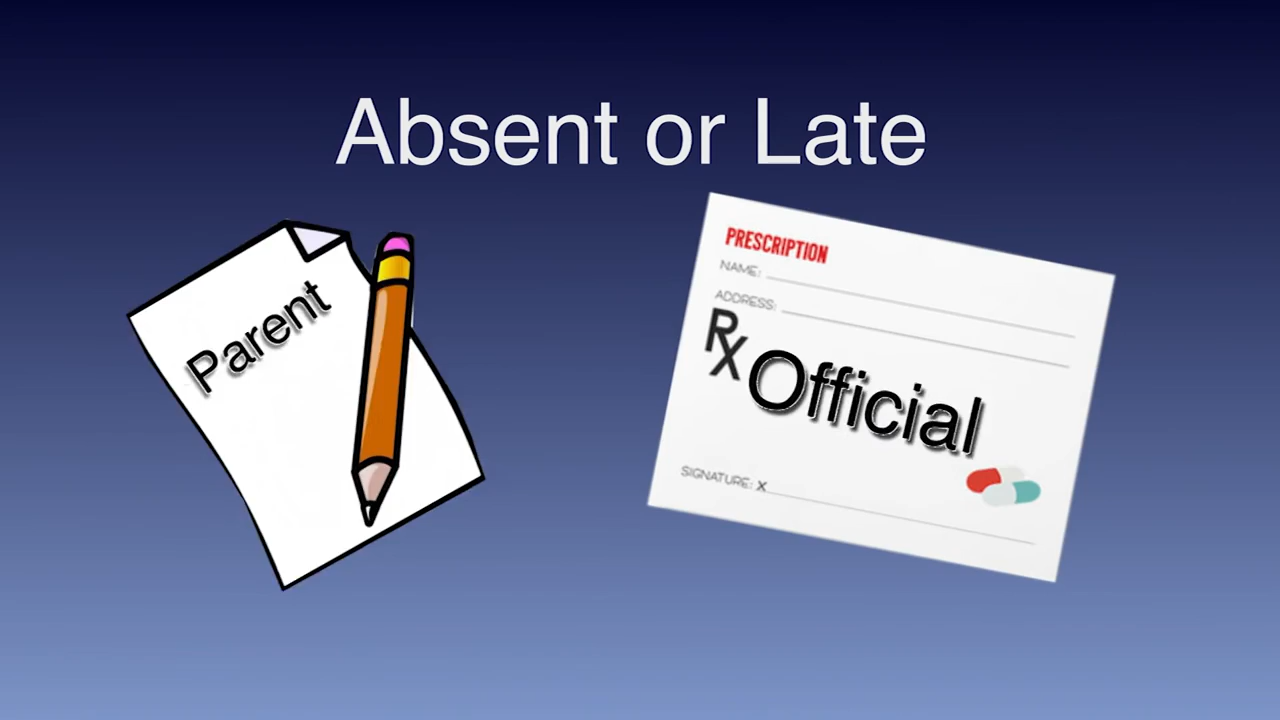 Absent or Late
Parent
PRESCRIPTION
NAME:
ADDRESS:
Rx
Official
SIGNATURE: X